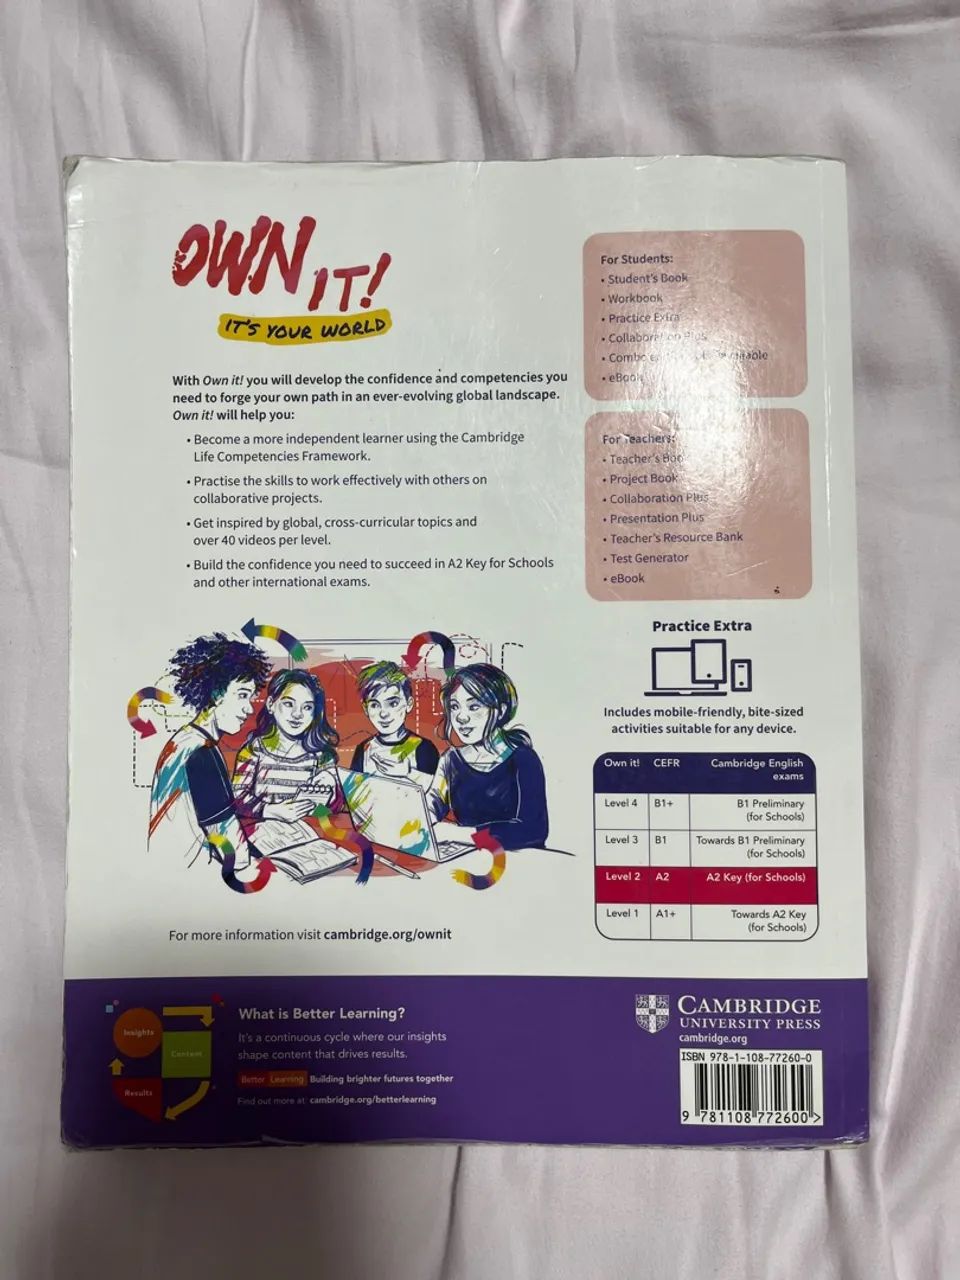 OWN
IT!
IT'S YOUR WORLD
With Own it! you will develop the confidence and competencies you
need to forge your own path in an ever-evolving global landscape.
Own it! will help you:
• Become a more independent learner using the Cambridge
Life Competencies Framework.
• Practise the skills to work effectively with others on
collaborative projects.
• Get inspired by global, cross-curricular topics and
over 40 videos per level.
• Build the confidence you need to succeed in A2 Key for Schools
and other international exams.
For more information visit cambridge.org/ownit
For Students:
• Student's Book
• Workbook
• Practice Extra
• Collaboration Plus
• Combo
• eBook
For Teachers:
• Teacher's Book
• Project Book
• Collaboration Plus
• Presentation Plus
• Teacher's Resource Bank
• Test Generator
• eBook
Practice Extra
Includes mobile-friendly, bite-sized
activities suitable for any device.
Own it! CEFR Cambridge English
exams
Level 4 B1+ B1 Preliminary
(for Schools)
Level 3 B1 Towards B1 Preliminary
(for Schools)
Level 2 A2 A2 Key (for Schools)
Level 1 A1+ Towards A2 Key
(for Schools)
Insights
Content
Results
What is Better Learning?
It's a continuous cycle where our insights
shape content that drives results.
Better Learning Building brighter futures together
Find out more at cambridge.org/betterlearning
CAMBRIDGE
UNIVERSITY PRESS
cambridge.org
ISBN 978-1-108-77260-0
9 781108 772600 >